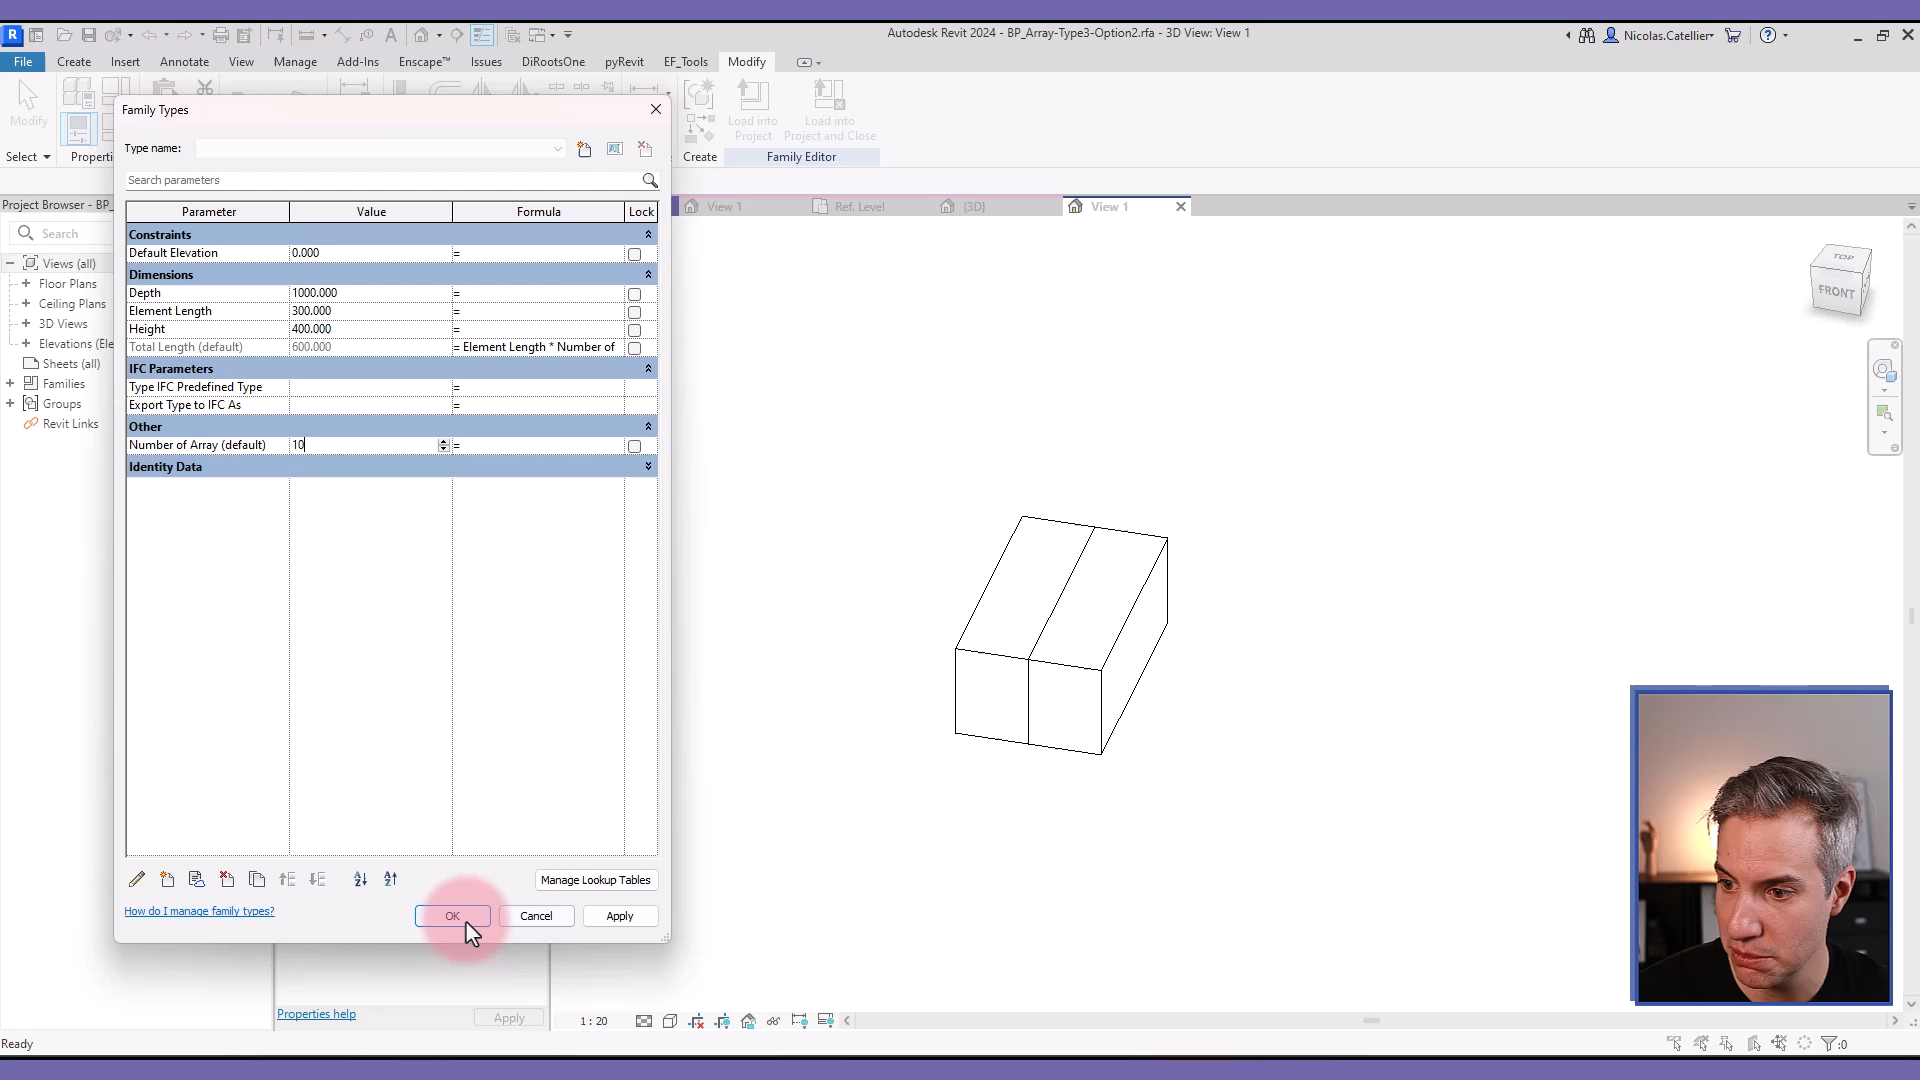 R
Autodesk Revit 2024 - BP_Array-Type3-Option2.rfa - 3D View: View 1
Nicolas.Catellier
File Create Insert Annotate View Manage Add-Ins Enscape™ Issues DiRootsOne pyRevit EF_Tools Modify
Modify
Load into Project
Load into Project and Close
Select Properti Create Family Editor
Family Types
Type name:
Search parameters
Parameter Value Formula Lock
Constraints
Default Elevation 0.000 =
Dimensions
Depth 1000.000 =
Element Length 300.000 =
Height 400.000 =
Total Length (default) 600.000 = Element Length * Number of
IFC Parameters
Type IFC Predefined Type =
Export Type to IFC As =
Other
Number of Array (default) 10 =
Identity Data
Manage Lookup Tables
How do I manage family types?
OK Cancel Apply
Project Browser - BP_
Search
Views (all)
Floor Plans
Ceiling Plans
3D Views
Elevations (Ele
Sheets (all)
Families
Groups
Revit Links
View 1 Ref. Level {3D} View 1
TOP
FRONT
Properties help Apply
1 : 20
Ready
:0